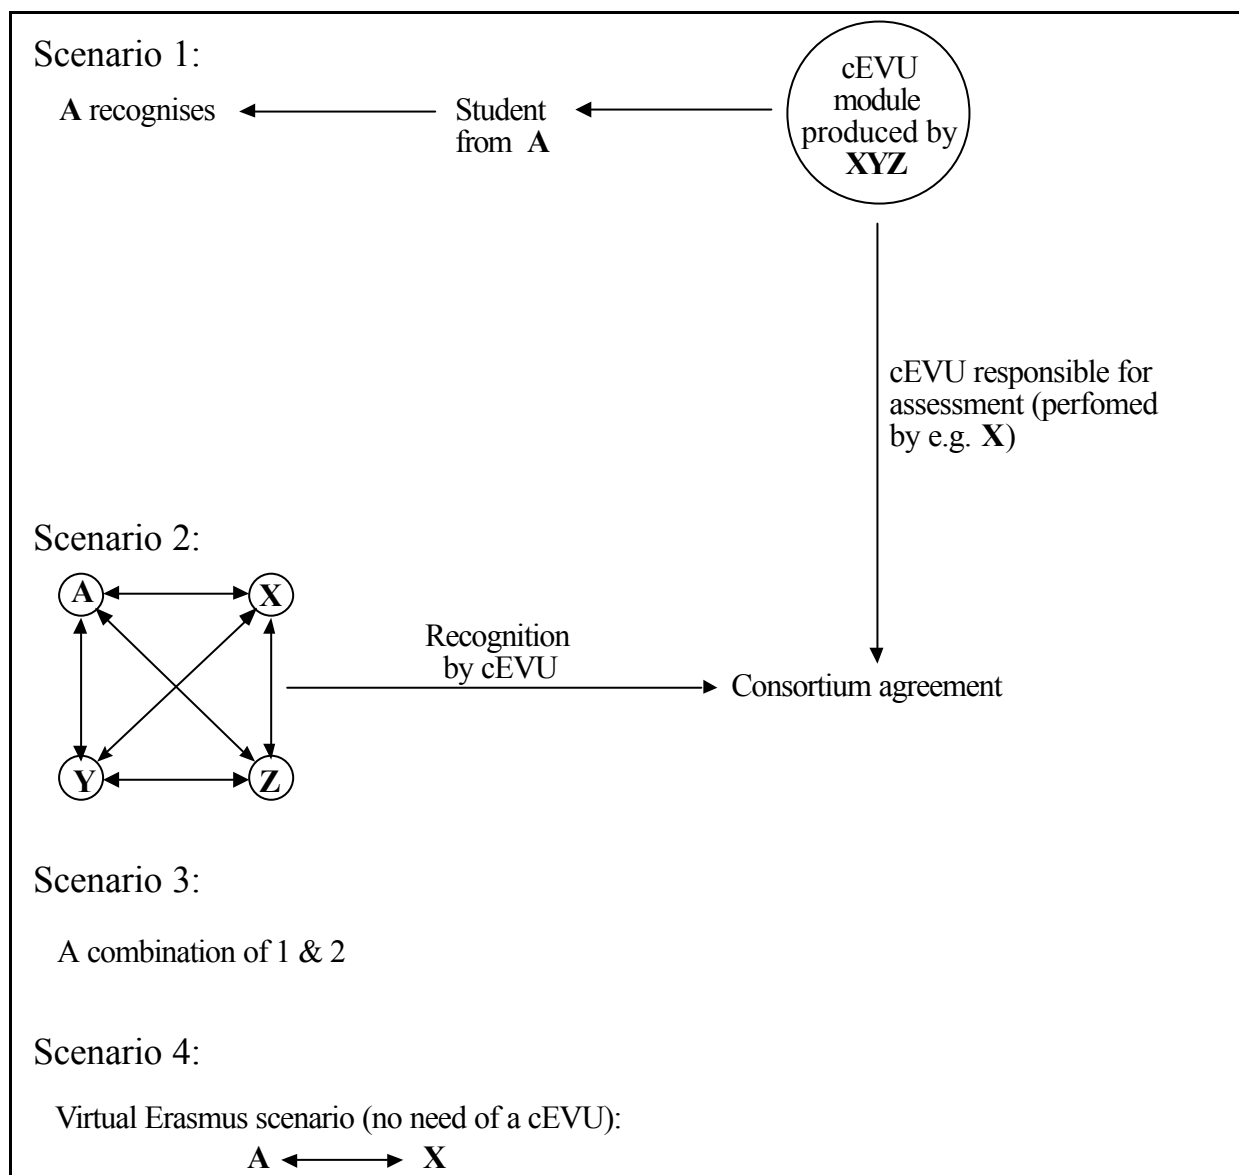 Scenario 1:
A recognises
Student
from A
cEVU
module
produced by
XYZ
cEVU responsible for
assessment (perfomed
by e.g. X)
Scenario 2:
A
X
Y
Z
Recognition
by cEVU
Consortium agreement
Scenario 3:
A combination of 1 & 2
Scenario 4:
Virtual Erasmus scenario (no need of a cEVU):
A X